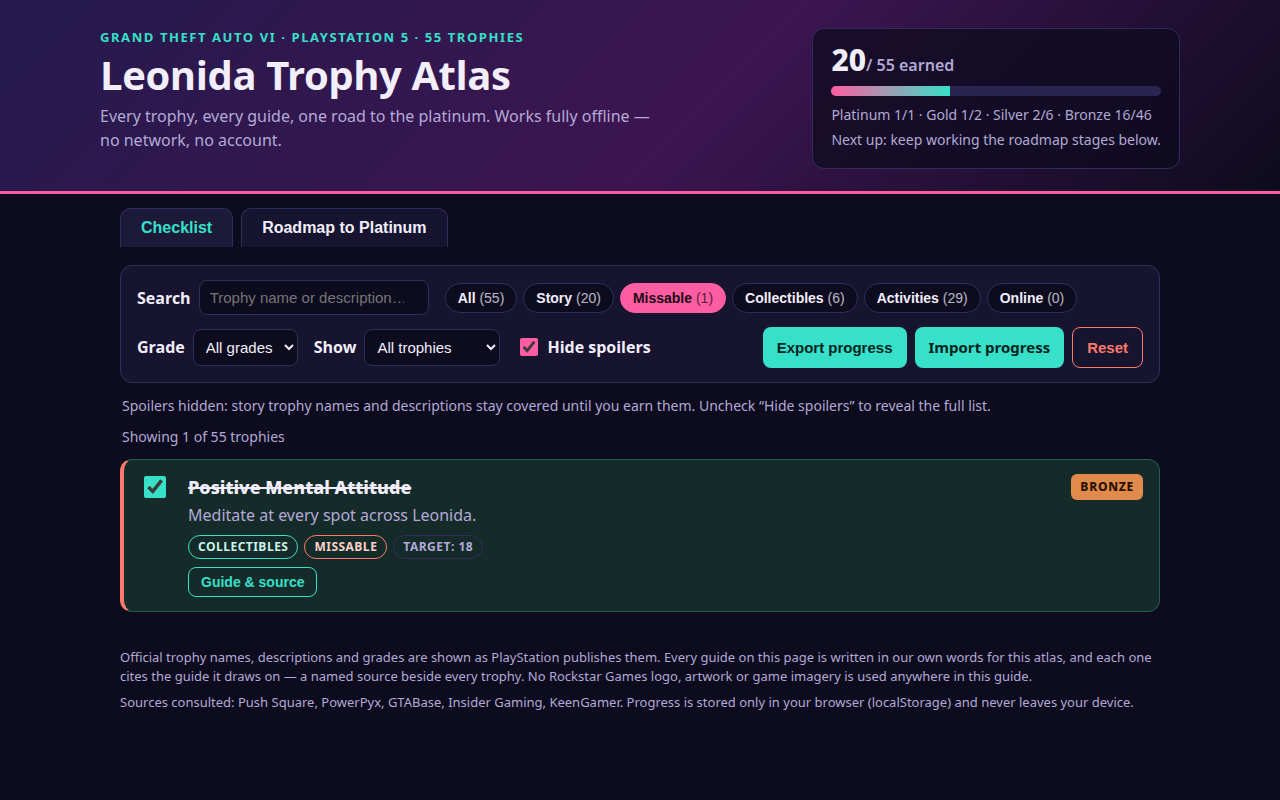 GRAND THEFT AUTO VI · PLAYSTATION 5 · 55 TROPHIES
Leonida Trophy Atlas
Every trophy, every guide, one road to the platinum. Works fully offline —
no network, no account.
20/ 55 earned
Platinum 1/1 · Gold 1/2 · Silver 2/6 · Bronze 16/46
Next up: keep working the roadmap stages below.
Checklist Roadmap to Platinum
Search Trophy name or description… All (55) Story (20) Missable (1) Collectibles (6) Activities (29) Online (0)
Grade All grades Show All trophies Hide spoilers Export progress Import progress Reset
Spoilers hidden: story trophy names and descriptions stay covered until you earn them. Uncheck “Hide spoilers” to reveal the full list.
Showing 1 of 55 trophies
Positive Mental Attitude BRONZE
Meditate at every spot across Leonida.
COLLECTIBLES MISSABLE TARGET: 18
Guide & source
Official trophy names, descriptions and grades are shown as PlayStation publishes them. Every guide on this page is written in our own words for this atlas, and each one
cites the guide it draws on — a named source beside every trophy. No Rockstar Games logo, artwork or game imagery is used anywhere in this guide.
Sources consulted: Push Square, PowerPyx, GTABase, Insider Gaming, KeenGamer. Progress is stored only in your browser (localStorage) and never leaves your device.